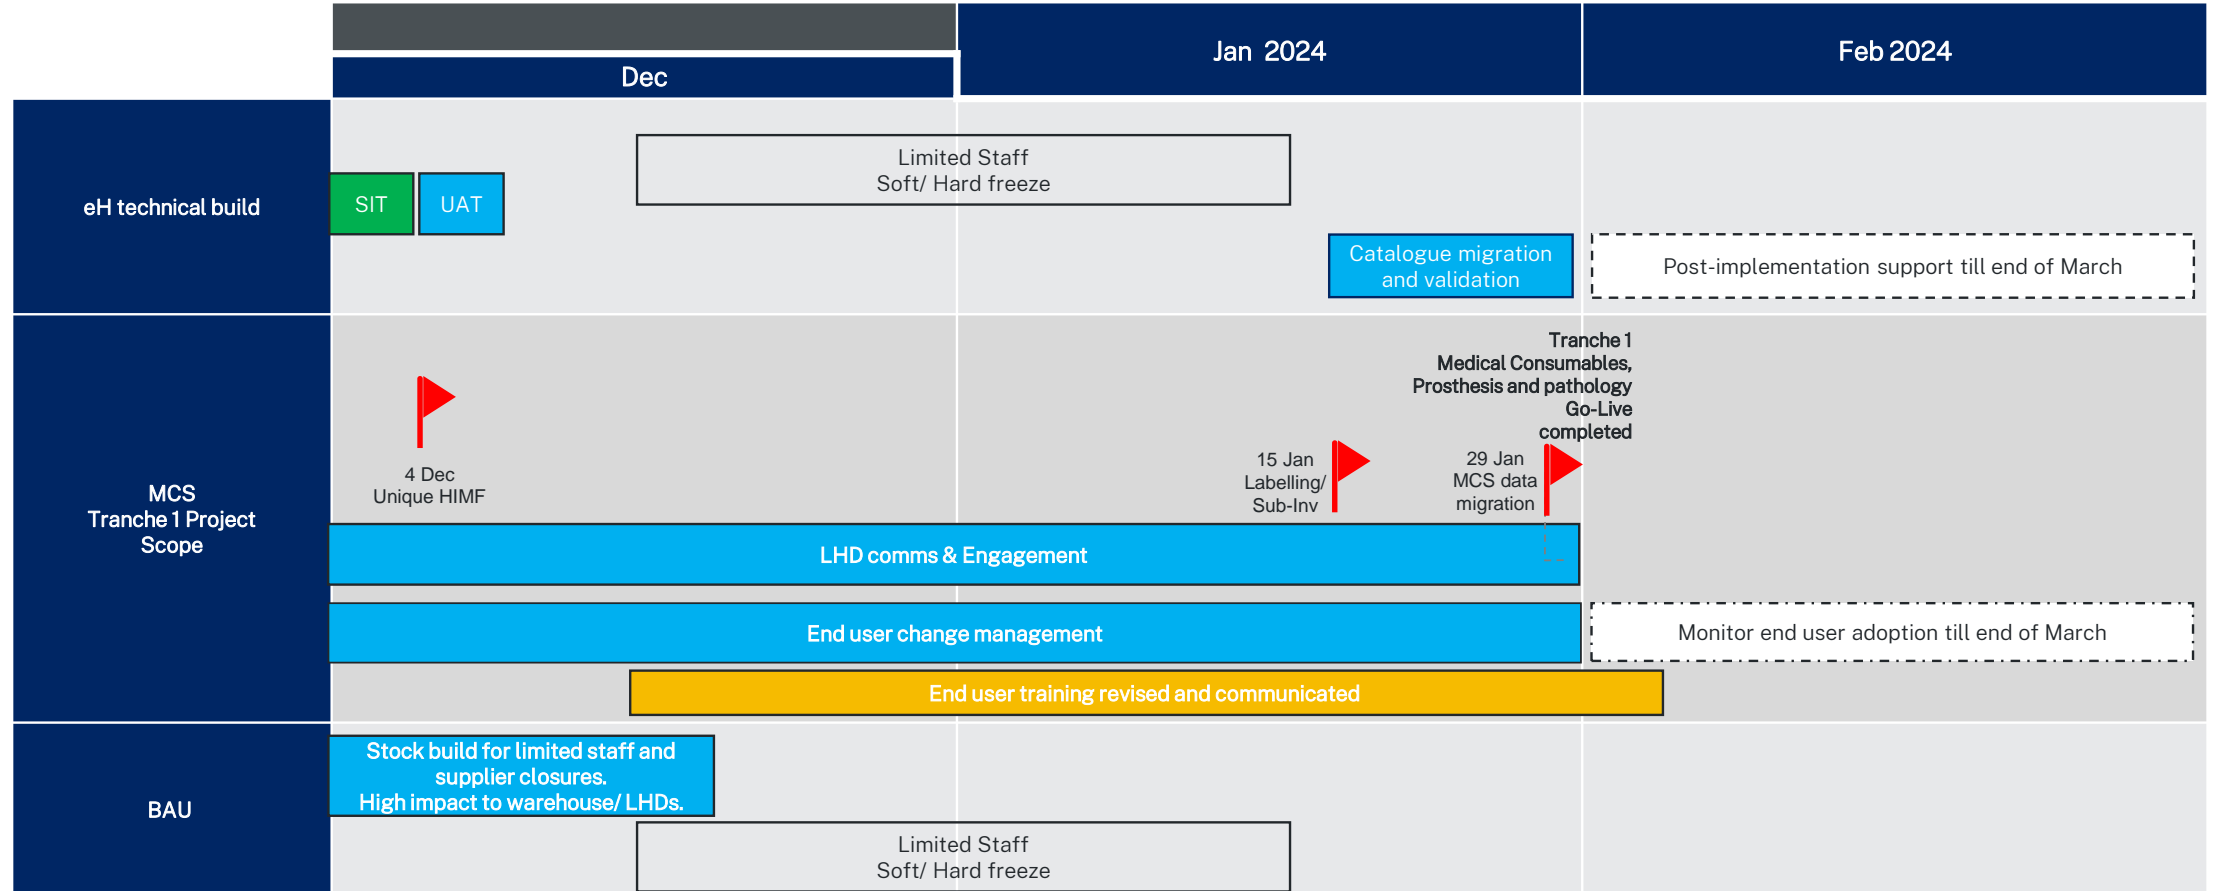 Dec
Jan 2024
Feb 2024
eH technical build
Limited Staff
Soft/ Hard freeze
SIT
UAT
Catalogue migration
and validation
Post-implementation support till end of March
MCS
Tranche 1 Project
Scope
Tranche 1
Medical Consumables,
Prosthesis and pathology
Go-Live
completed
4 Dec
Unique HIMF
15 Jan
Labelling/
Sub-Inv
29 Jan
MCS data
migration
LHD comms & Engagement
End user change management
Monitor end user adoption till end of March
End user training revised and communicated
BAU
Stock build for limited staff and
supplier closures.
High impact to warehouse/ LHDs.
Limited Staff
Soft/ Hard freeze